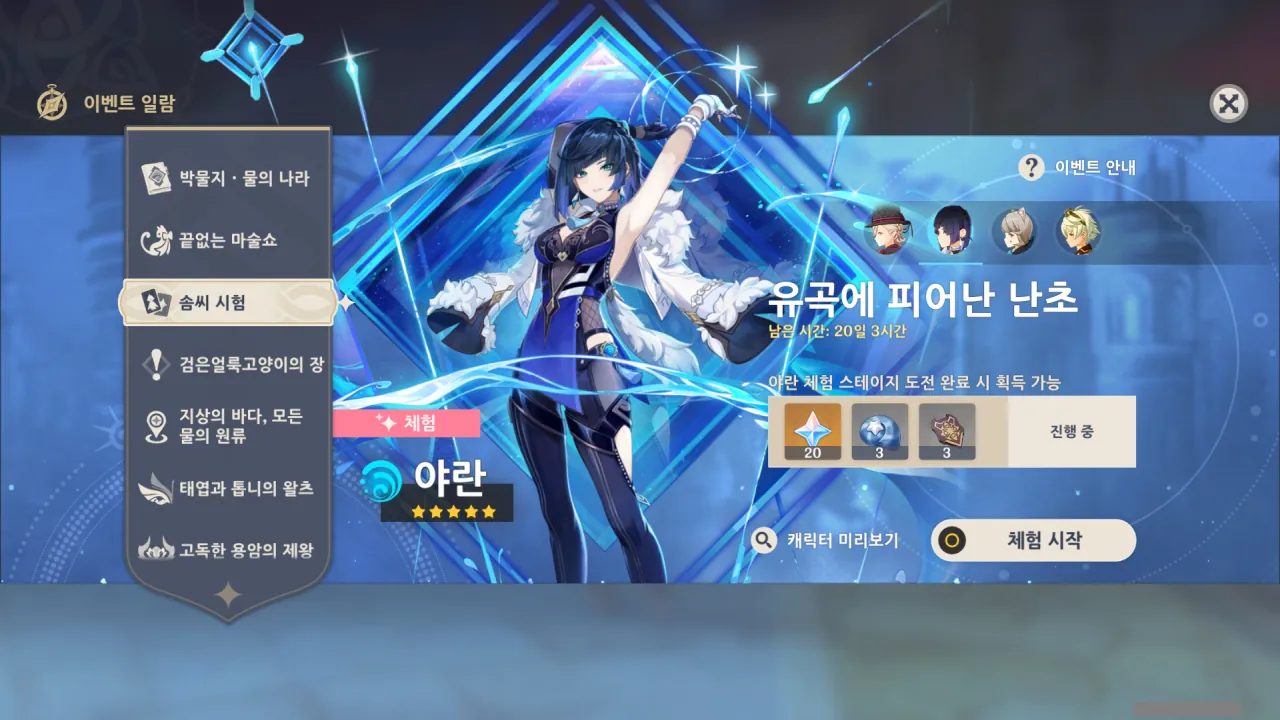 이벤트 일람
박물지 · 물의 나라
끝없는 마술쇼
솜씨 시험
검은얼룩고양이의 장
지상의 바다, 모든
물의 원류
태엽과 톱니의 왈츠
고독한 용암의 제왕
체험
야란
? 이벤트 안내
유곡에 피어난 난초
남은 시간: 20일 3시간
야란 체험 스테이지 도전 완료 시 획득 가능
20
3
3
진행 중
캐릭터 미리보기
체험 시작